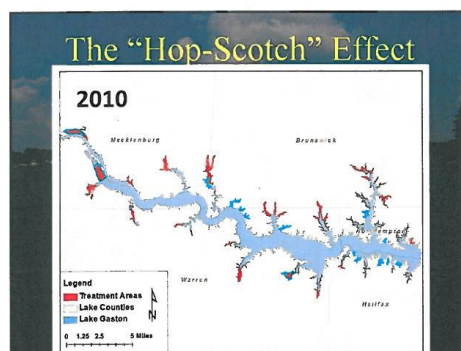 The “Hop-Scotch” Effect
2010
Mecklenburg
Brunswick
Warren
Halifax
Legend
Treatment Areas
Lake Counties
Lake Gaston
N
0 1.25 2.5 5 Miles